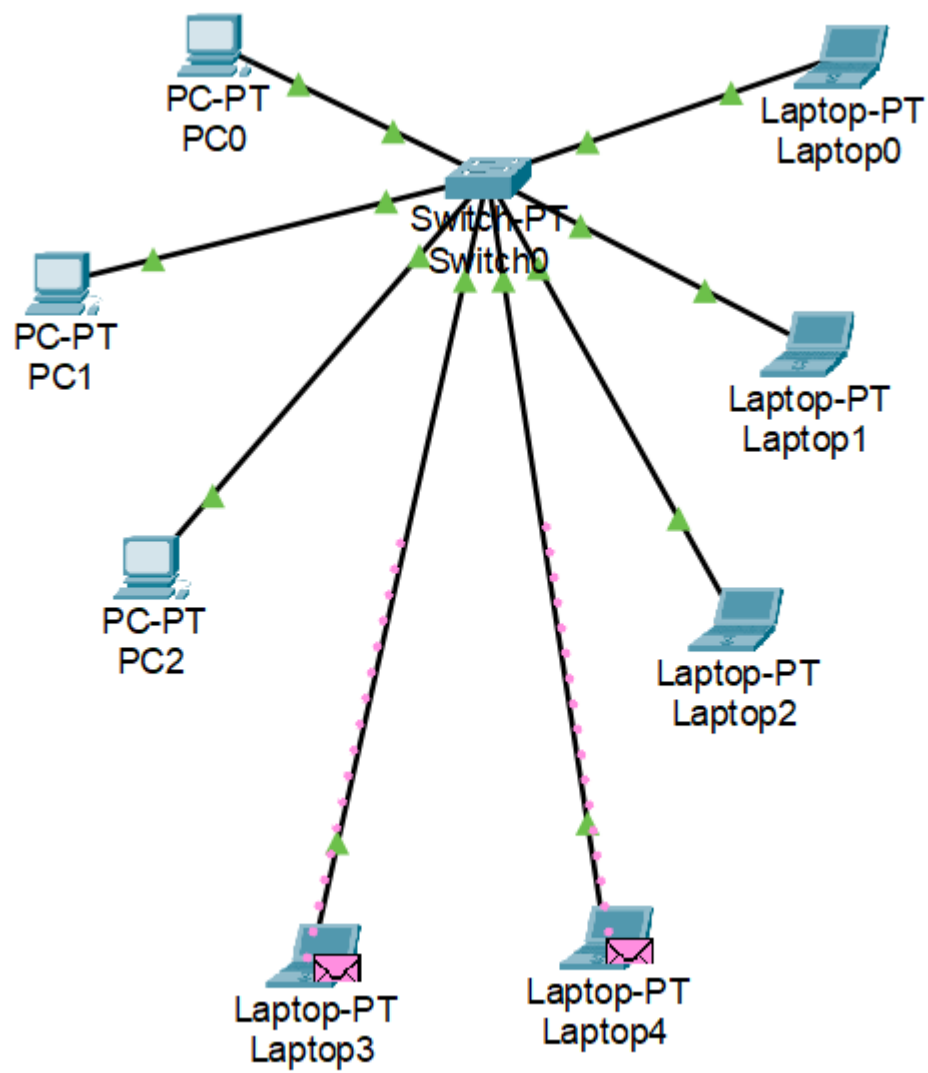 PC-PT
PC0
Laptop-PT
Laptop0
Switch-PT
Switch0
PC-PT
PC1
Laptop-PT
Laptop1
PC-PT
PC2
Laptop-PT
Laptop2
Laptop-PT
Laptop3
Laptop-PT
Laptop4